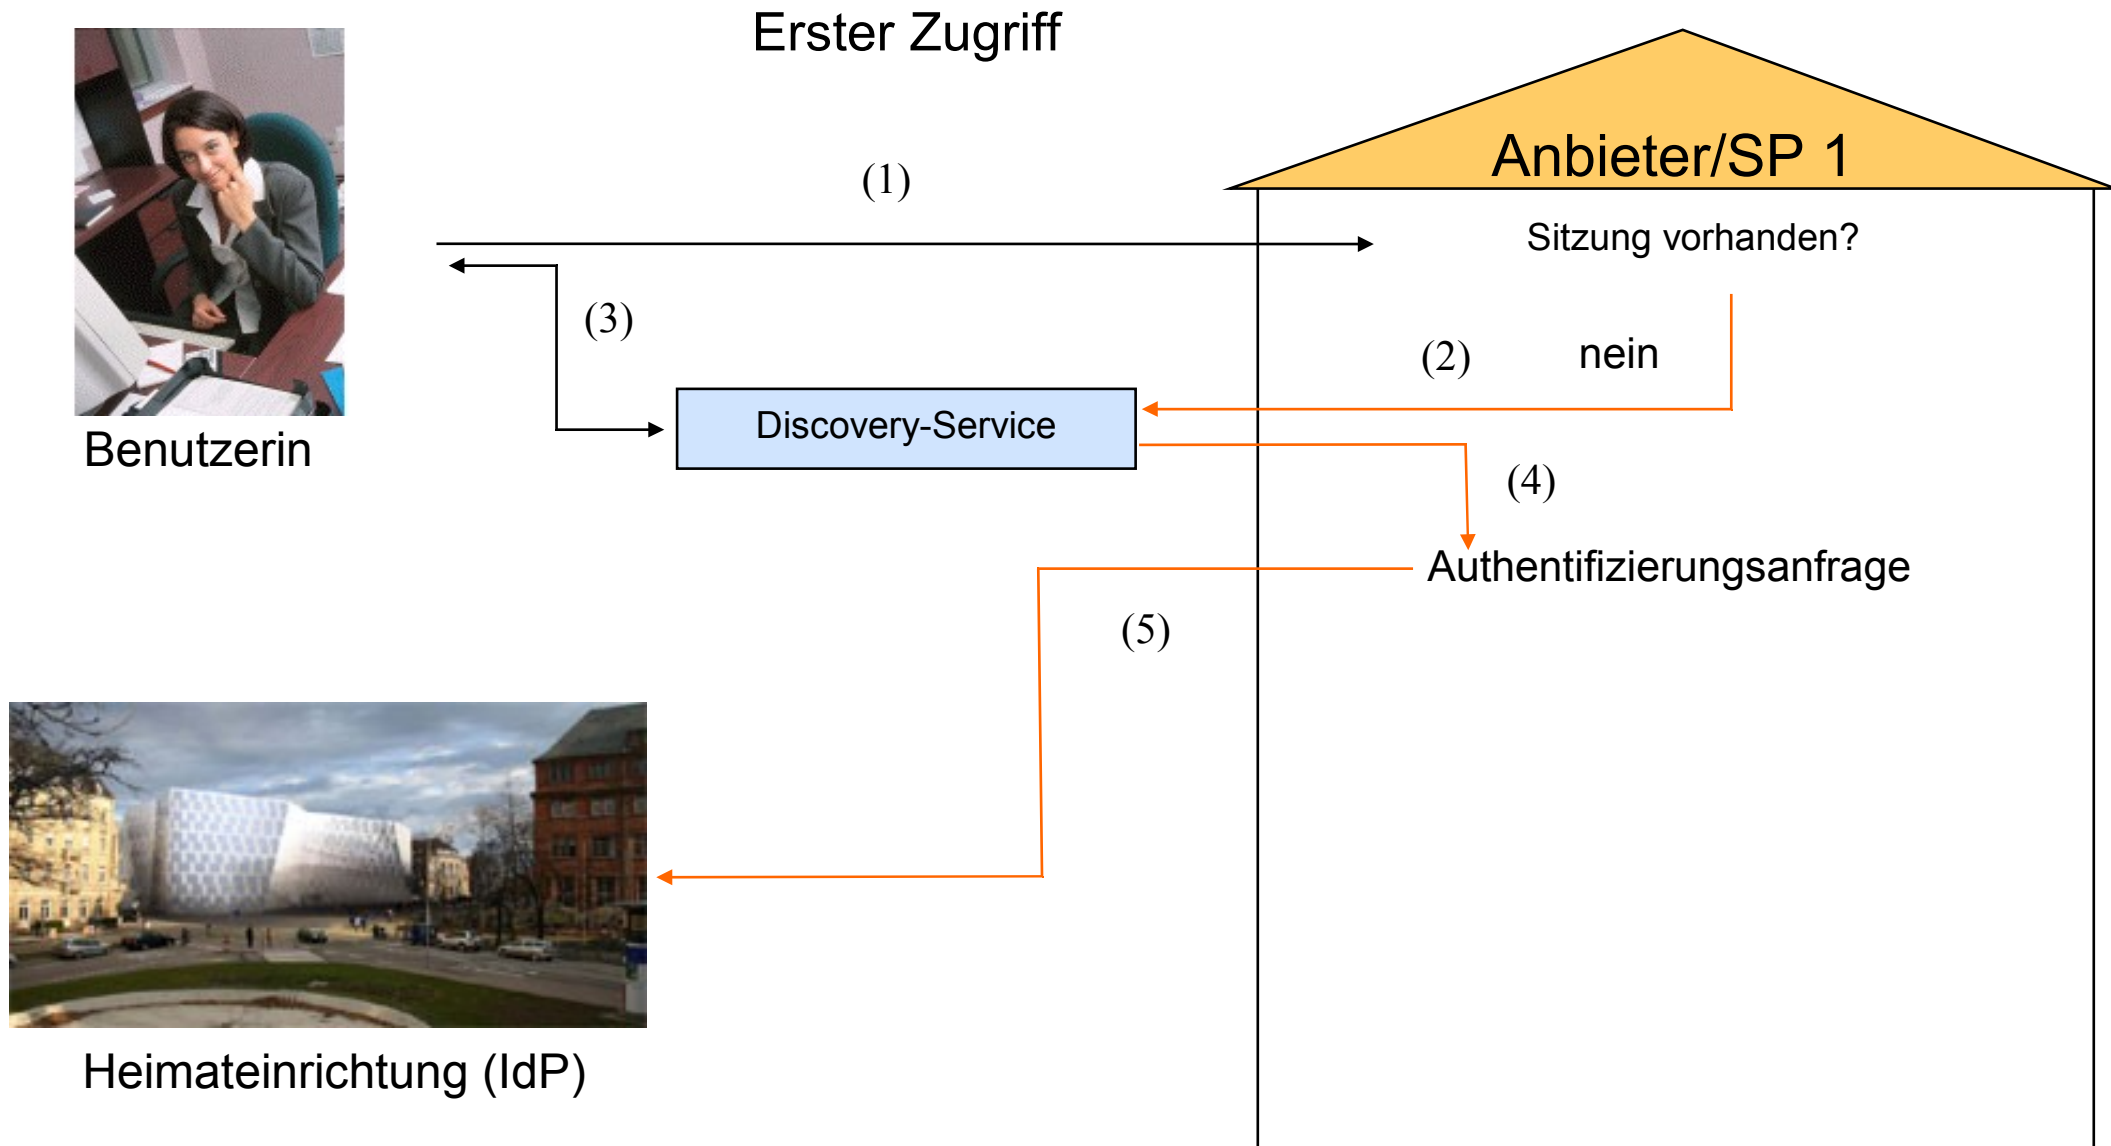 Erster Zugriff
Anbieter/SP 1
(1)
Sitzung vorhanden?
(3)
(2)
nein
Discovery-Service
Benutzerin
(4)
Authentifizierungsanfrage
(5)
Heimateinrichtung (IdP)